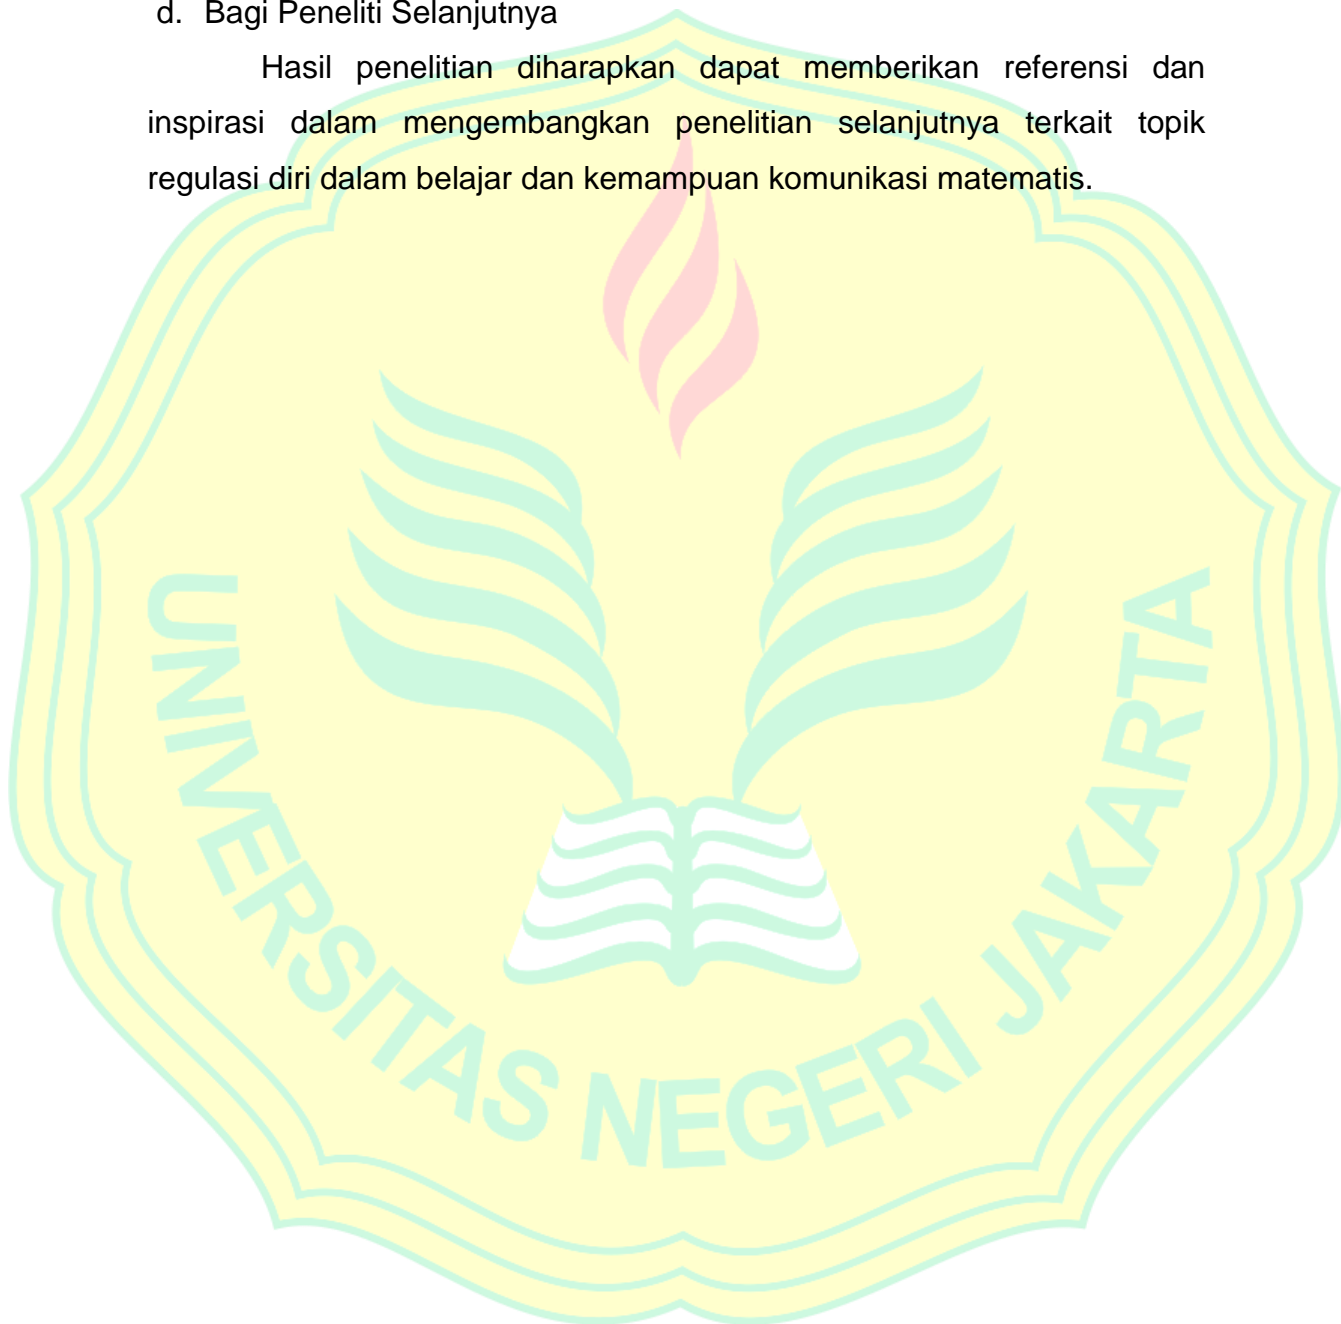 d. Bagi Peneliti Selanjutnya
Hasil penelitian diharapkan dapat memberikan referensi dan
inspirasi dalam mengembangkan penelitian selanjutnya terkait topik
regulasi diri dalam belajar dan kemampuan komunikasi matematis.
UNIVERSITAS NEGERI JAKARTA